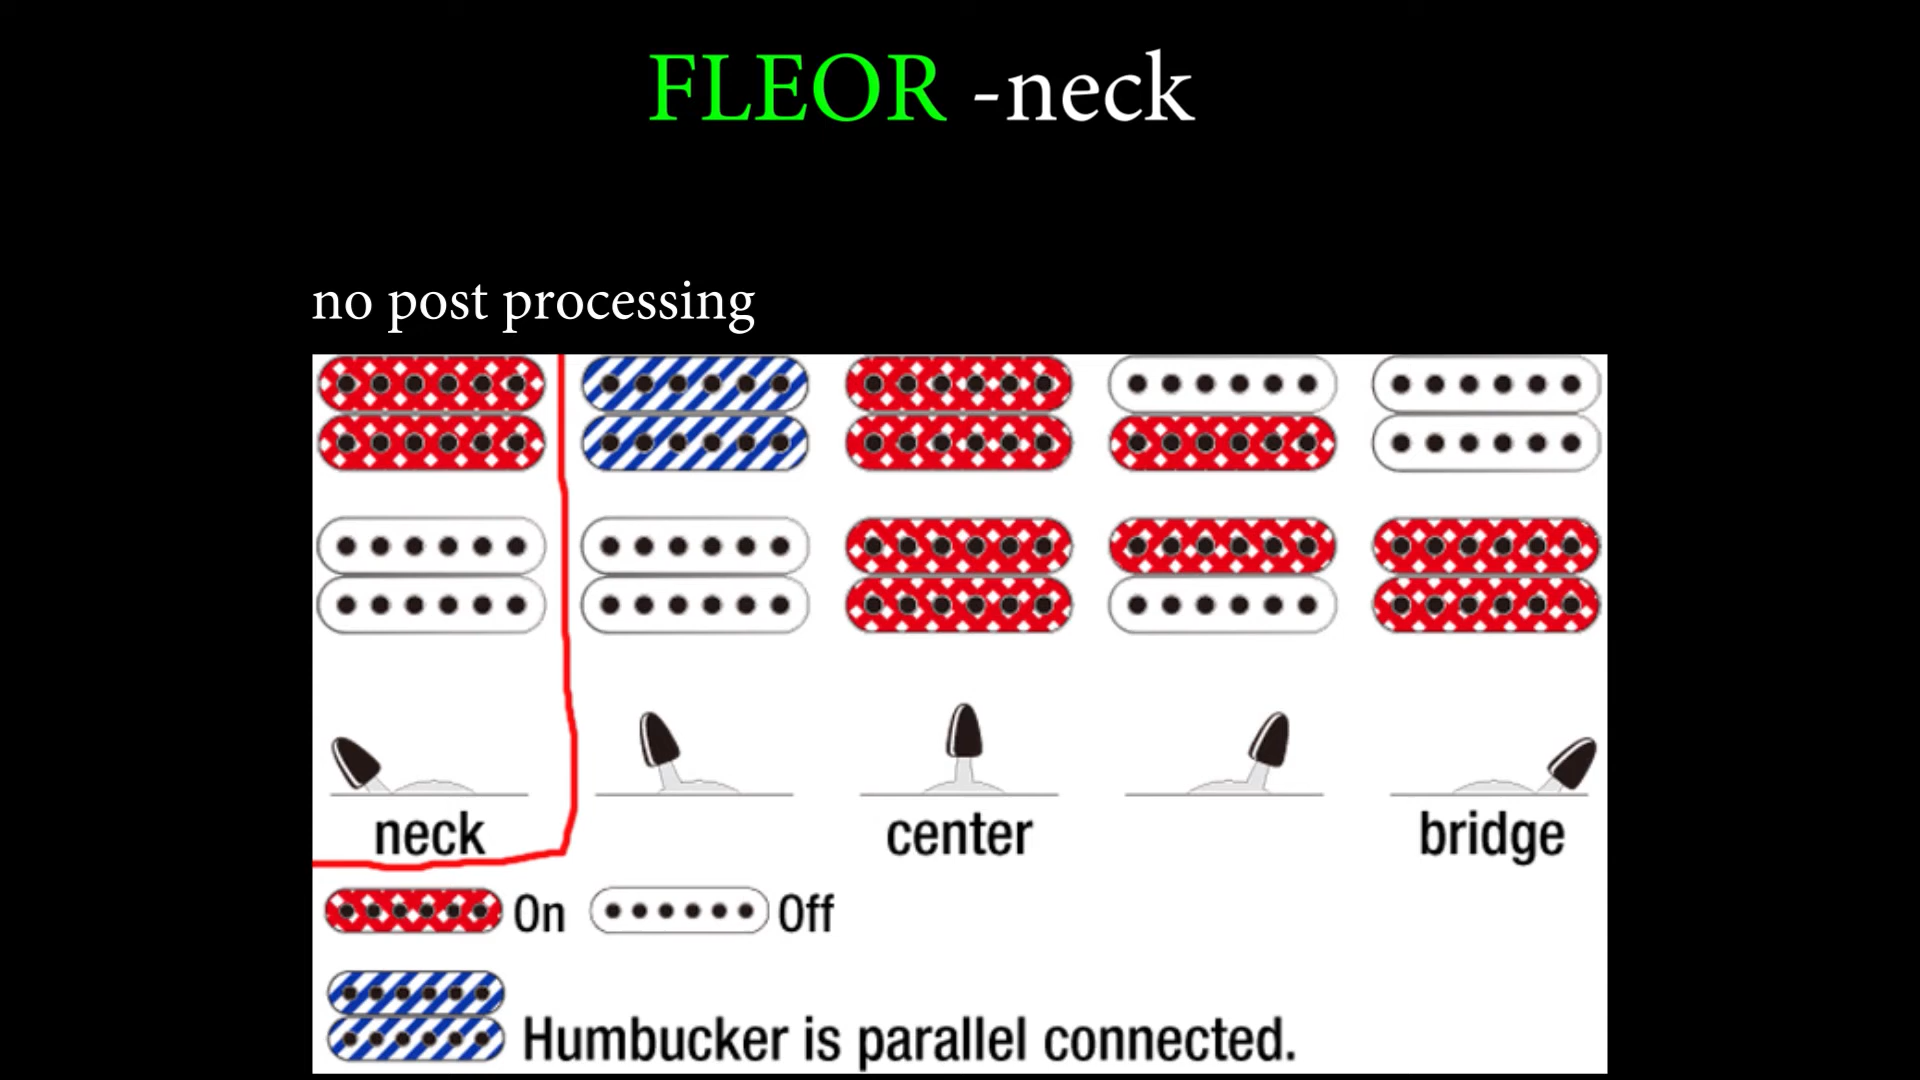 FLEOR -neck
no post processing
neck center bridge
On Off
Humbucker is parallel connected.